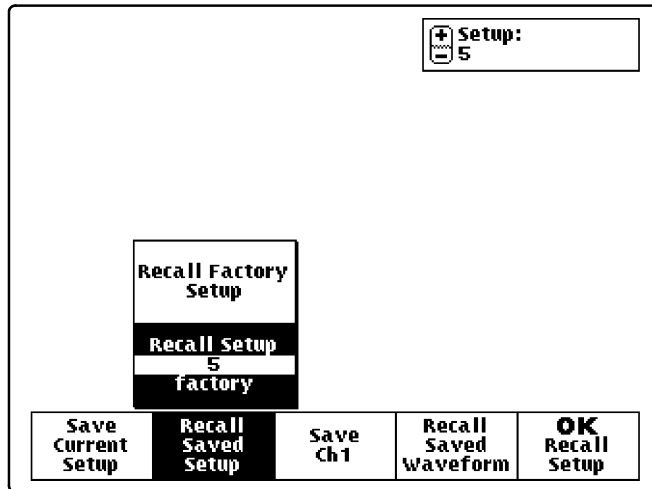 + Setup:
− 5
Recall Factory
Setup
Recall Setup
5
factory
Save
Current
Setup
Recall
Saved
Setup
Save
Ch1
Recall
Saved
Waveform
OK
Recall
Setup